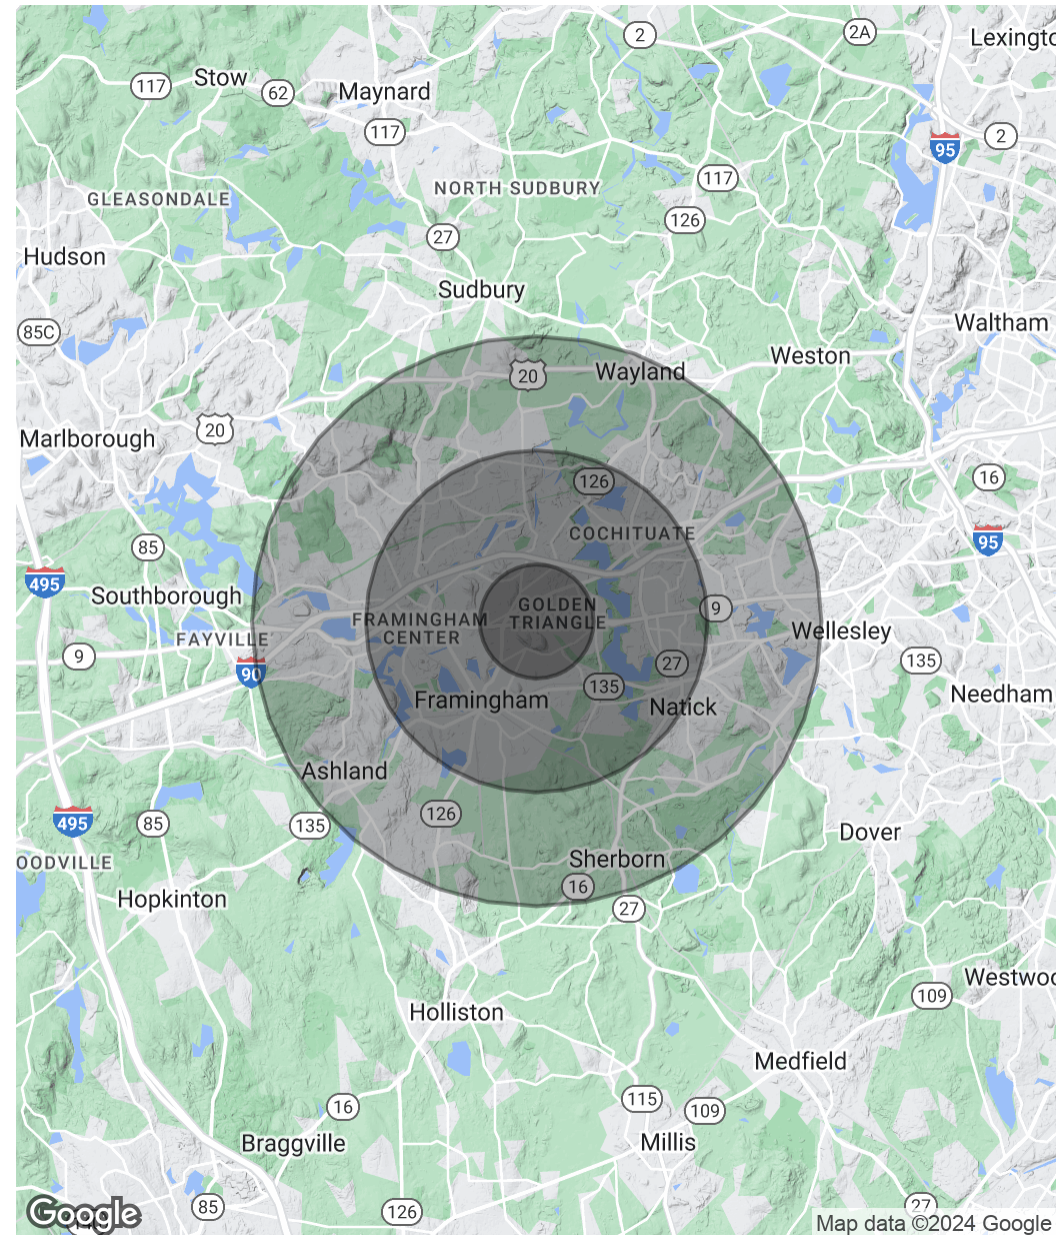 2
2A
Lexingto
Stow
117
62
Maynard
117
95
2
117
NORTH SUDBURY
GLEASONDALE
126
27
Hudson
Sudbury
85C
Waltham
Weston
Wayland
20
20
Marlborough
16
126
COCHITUATE
95
85
495
Southborough
GOLDEN
TRIANGLE
9
FRAMINGHAM
CENTER
FAYVILLE
Wellesley
9
90
27
135
135
Needham
Framingham
Natick
Ashland
126
495
85
135
Dover
OODVILLE
Sherborn
16
Hopkinton
27
Westwoo
109
Holliston
Medfield
16
115
109
Braggville
Millis
85
126
27
Google
Map data ©2024 Google